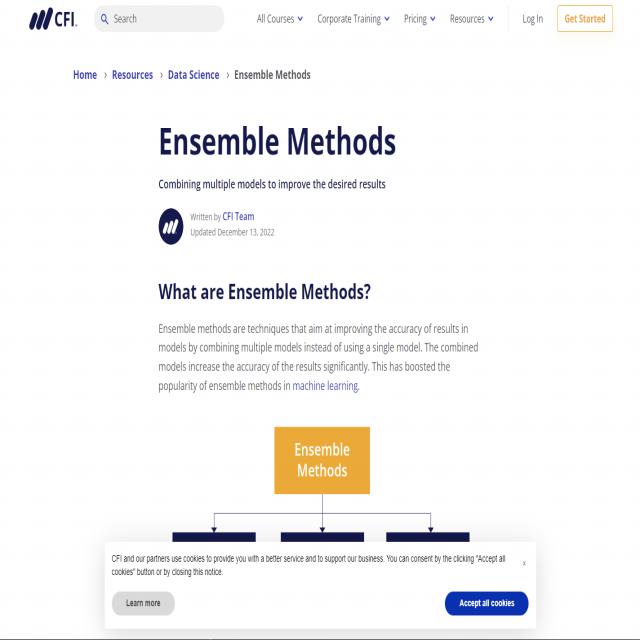 CFI.
Search
All Courses
Corporate Training
Pricing
Resources
Log In
Get Started
Home › Resources › Data Science › Ensemble Methods
Ensemble Methods
Combining multiple models to improve the desired results
Written by CFI Team
Updated December 13, 2022
What are Ensemble Methods?
Ensemble methods are techniques that aim at improving the accuracy of results in
models by combining multiple models instead of using a single model. The combined
models increase the accuracy of the results significantly. This has boosted the
popularity of ensemble methods in machine learning.
Ensemble
Methods
CFI and our partners use cookies to provide you with a better service and to support our business. You can consent by the clicking "Accept all
cookies" button or by closing this notice.
x
Learn more
Accept all cookies